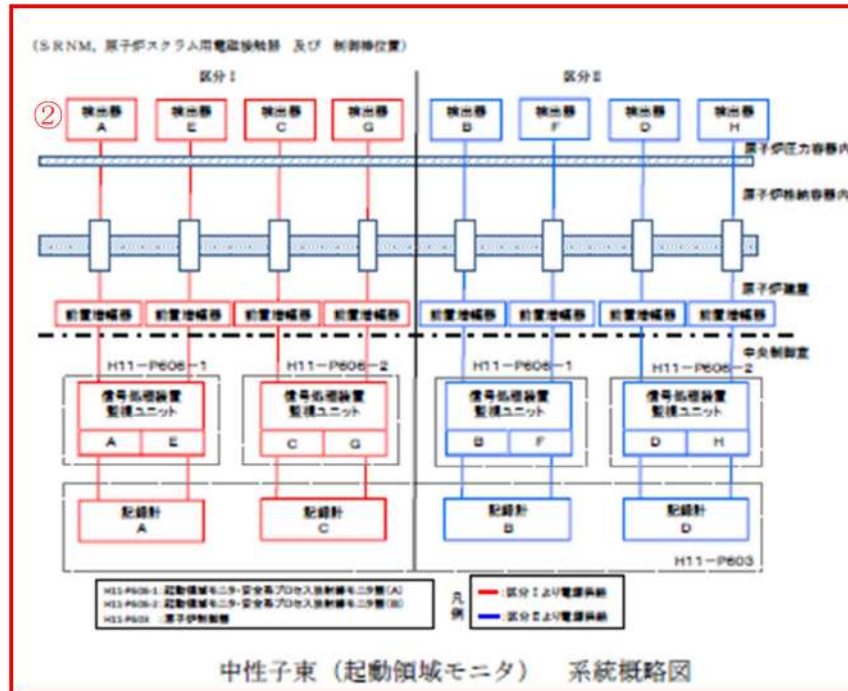 (SRNM,原子炉スクラム用電磁接触器 及び 制御棒位置)
区分Ⅰ 区分Ⅱ
②
検出器 A
検出器 E
検出器 C
検出器 G
検出器 B
検出器 F
検出器 D
検出器 H
原子炉圧力容器内
原子炉格納容器内
原子炉建屋
前置増幅器 前置増幅器 前置増幅器 前置増幅器 前置増幅器 前置増幅器 前置増幅器 前置増幅器
中央制御室
H11-P606-1 H11-P606-2 H11-P606-1 H11-P606-2
信号処理装置 信号処理装置 信号処理装置 信号処理装置
監視ユニット 監視ユニット 監視ユニット 監視ユニット
A E C G B F D H
記録計 記録計 記録計 記録計
A C B D
H11-P603
H11-P606-1:起動領域モニタ・安全系プロセス放射線モニタ盤(A)
H11-P606-2:起動領域モニタ・安全系プロセス放射線モニタ盤(B)
H11-P603 :原子炉制御盤
凡例
:区分Ⅰより電源供給
:区分Ⅱより電源供給
中性子束(起動領域モニタ) 系統概略図